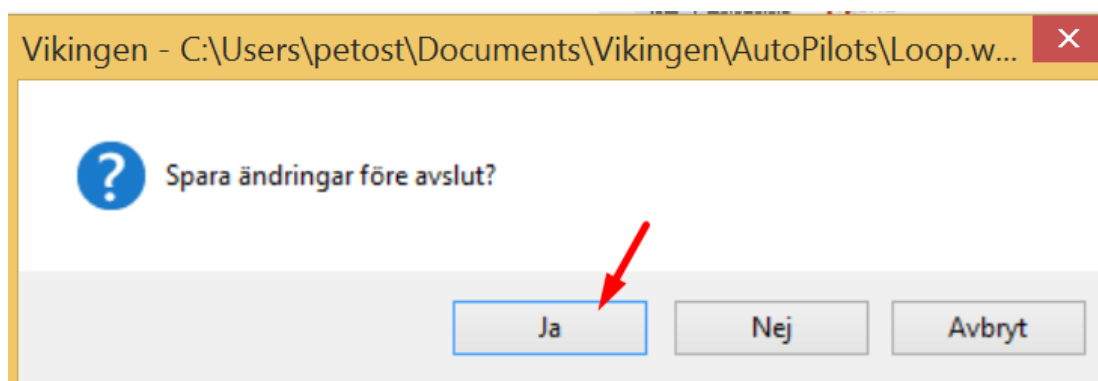 Vikingen - C:\Users\petost\Documents\Vikingen\AutoPilots\Loop.w...
Spara ändringar före avslut?
Ja
Nej
Avbryt